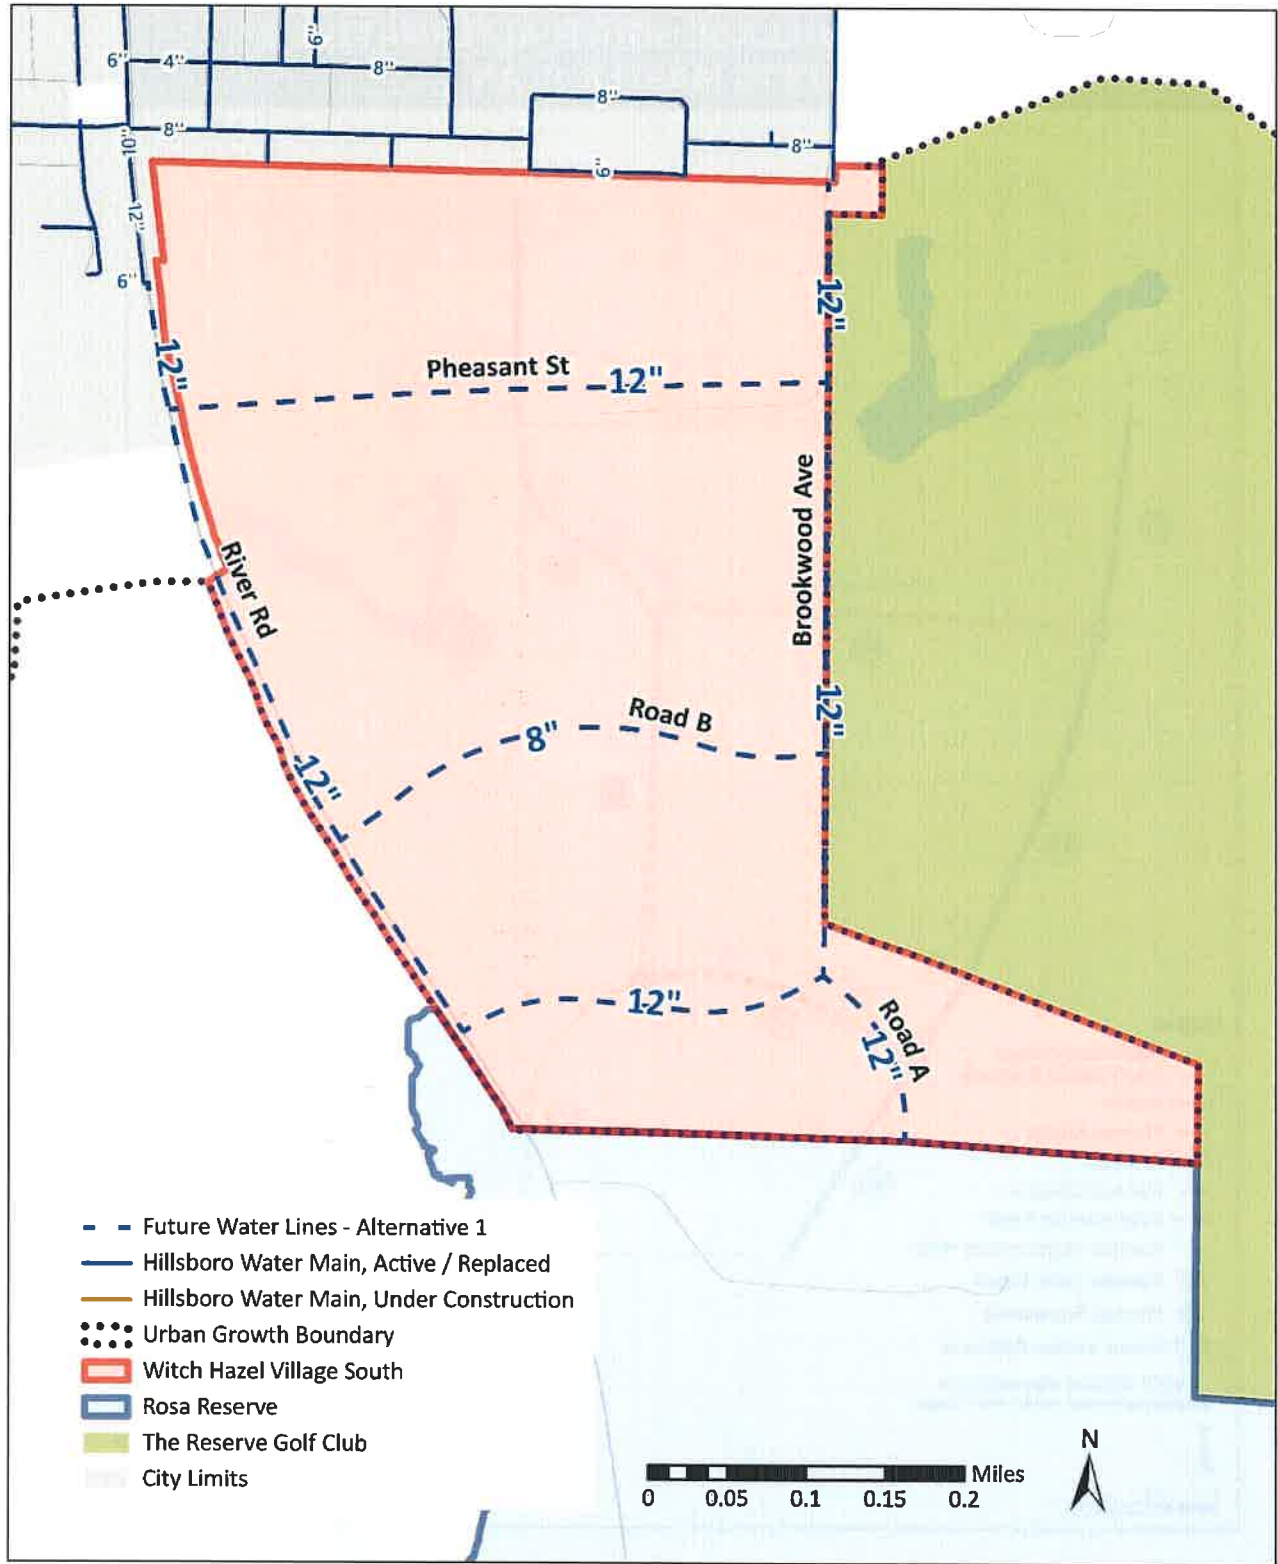 6"
6"
4"
8"
8"
8"
10"
8"
6"
12"
6"
12"
12"
Pheasant St
12"
Brookwood Ave
River Rd
Road B
8"
12"
12"
12"
Road A
12"
Future Water Lines - Alternative 1
Hillsboro Water Main, Active / Replaced
Hillsboro Water Main, Under Construction
Urban Growth Boundary
Witch Hazel Village South
Rosa Reserve
The Reserve Golf Club
City Limits
N
Miles
0 0.05 0.1 0.15 0.2